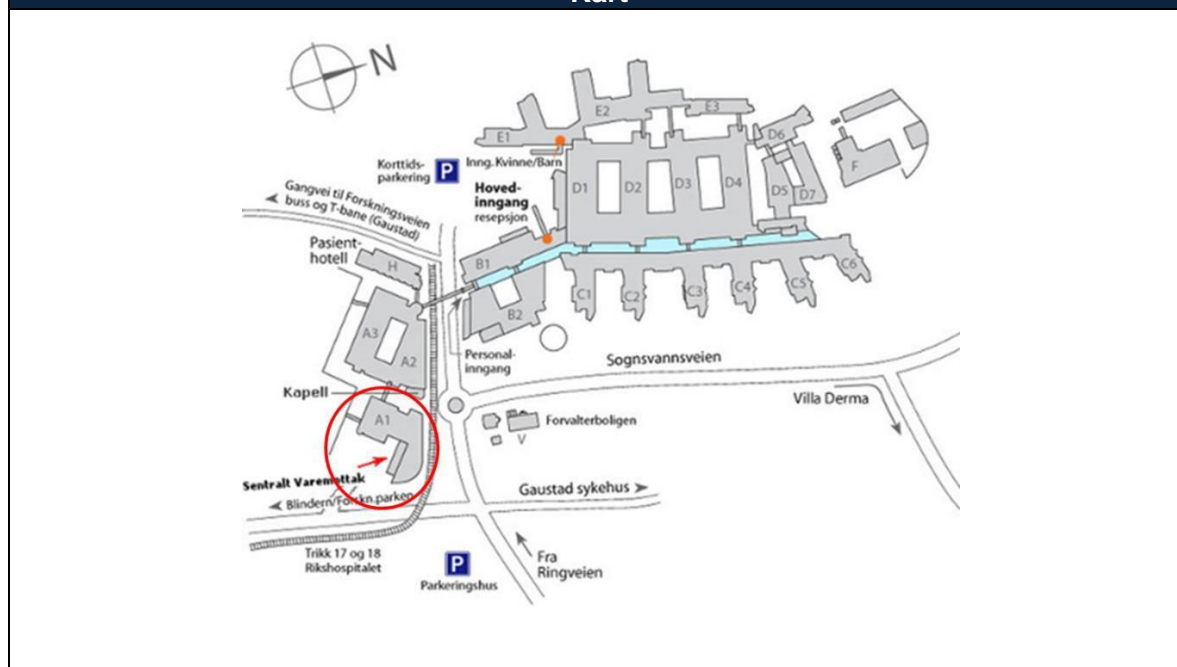 Kart
N
E1
E2
E3
D6
F
Korttids-
parkering
P
Inng. Kvinne/Barn
D1
D2
D3
D4
D5
D7
Hoved-
inngang
resepsjon
Gangvei til Forskningsveien
buss og T-bane (Gaustad)
Pasient-
hotell
H
B1
B2
C1
C2
C3
C4
C5
C6
A3
A2
Personal-
inngang
Sognsvannsveien
Kapell
Villa Derma
A1
Forvalterboligen
V
Sentralt Varemottak
Blindern/Forskn.parken
Gaustad sykehus
Trikk 17 og 18
Rikshospitalet
P
Parkeringshus
Fra
Ringveien